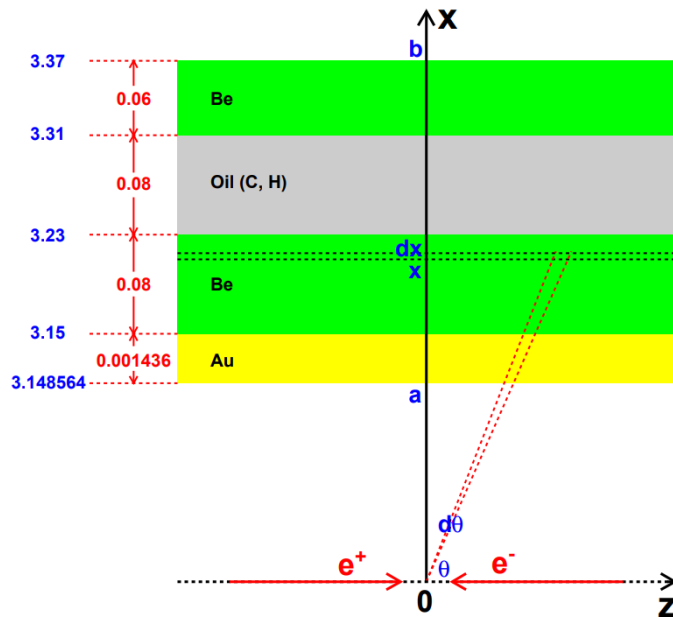 x
b
3.37
0.06
Be
3.31
0.08
Oil (C, H)
3.23
dx
x
0.08
Be
3.15
0.001436
Au
3.148564
a
dθ
θ
e+
e-
0
z